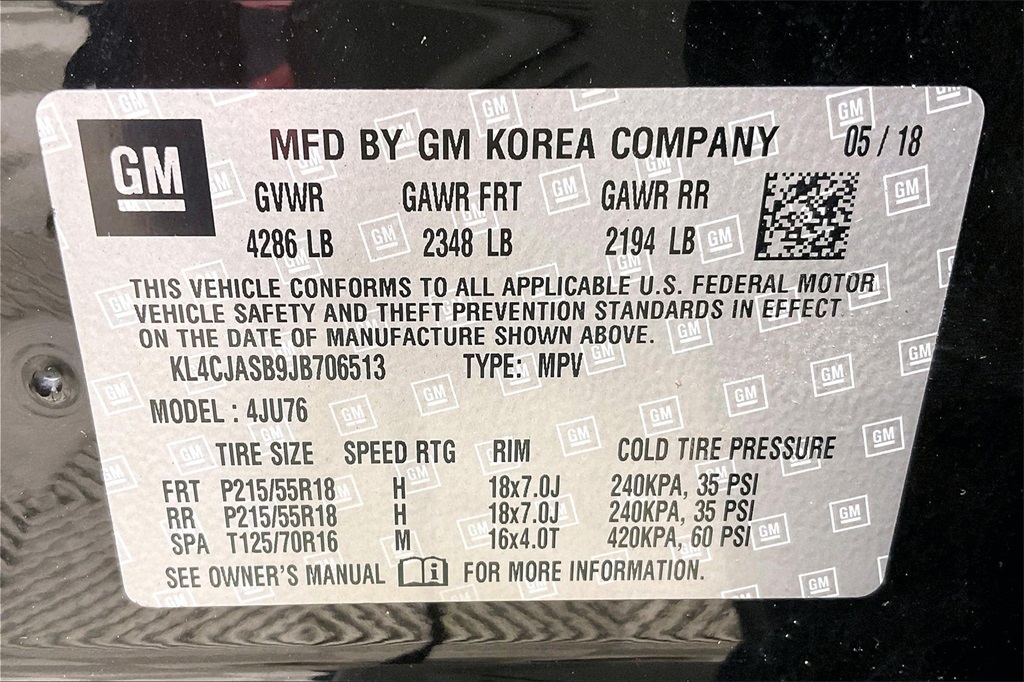 GM
MFD BY GM KOREA COMPANY 05 / 18
GVWR GAWR FRT GAWR RR
4286 LB 2348 LB 2194 LB
THIS VEHICLE CONFORMS TO ALL APPLICABLE U.S. FEDERAL MOTOR
VEHICLE SAFETY AND THEFT PREVENTION STANDARDS IN EFFECT
ON THE DATE OF MANUFACTURE SHOWN ABOVE.
KL4CJASB9JB706513 TYPE: MPV
MODEL : 4JU76
TIRE SIZE SPEED RTG RIM COLD TIRE PRESSURE
FRT P215/55R18 H 18x7.0J 240KPA, 35 PSI
RR P215/55R18 H 18x7.0J 240KPA, 35 PSI
SPA T125/70R16 M 16x4.0T 420KPA, 60 PSI
SEE OWNER'S MANUAL FOR MORE INFORMATION.